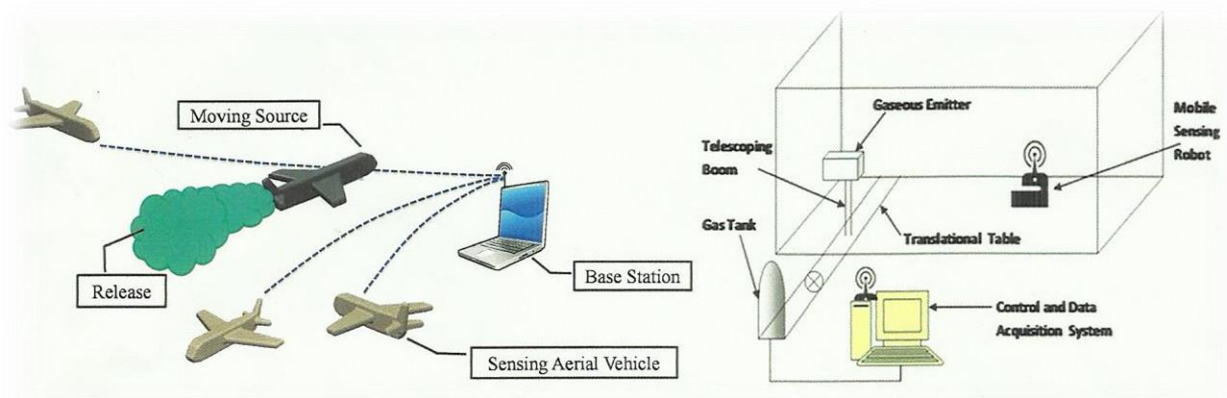 Moving Source
Release
Base Station
Sensing Aerial Vehicle
Gaseous Emitter
Telescoping
Boom
Gas Tank
Translational Table
Mobile
Sensing
Robot
Control and Data
Acquisition System